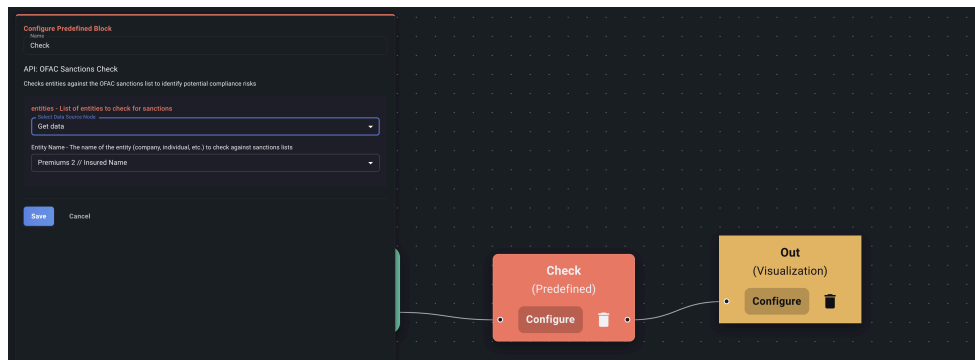 Configure Predefined Block
Name
Check
API: OFAC Sanctions Check
Checks entities against the OFAC sanctions list to identify potential compliance risks
entities - List of entities to check for sanctions
Select Data Source Node
Get data
Entity Name - The name of the entity (company, individual, etc.) to check against sanctions lists
Premiums 2 // Insured Name
Save
Cancel
Check
(Predefined)
Configure
Out
(Visualization)
Configure